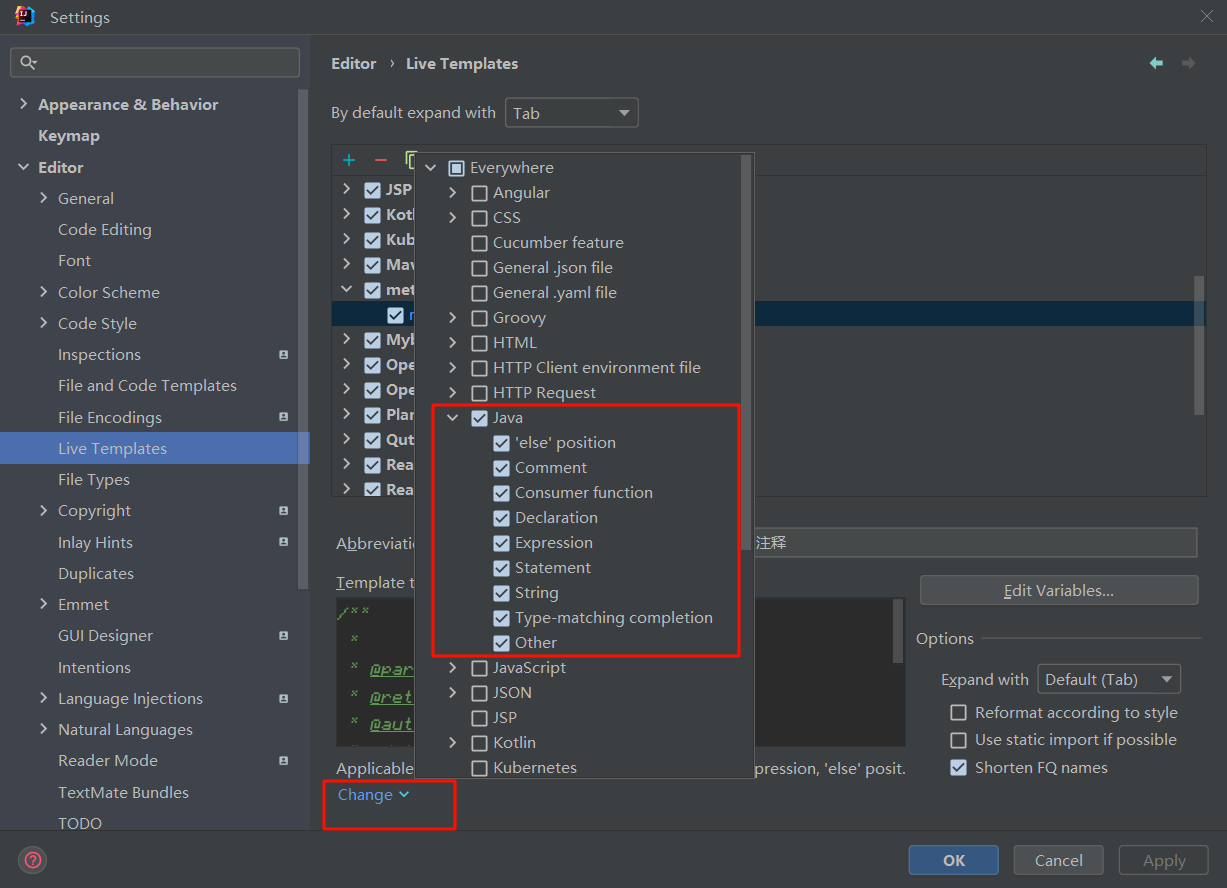 Settings
Editor › Live Templates
By default expand with Tab
Appearance & Behavior
Keymap
Editor
General
Code Editing
Font
Color Scheme
Code Style
Inspections
File and Code Templates
File Encodings
Live Templates
File Types
Copyright
Inlay Hints
Duplicates
Emmet
GUI Designer
Intentions
Language Injections
Natural Languages
Reader Mode
TextMate Bundles
TODO
JSP
Kotl
Kub
Mav
met
Myb
Ope
Ope
Plan
Qut
Rea
Rea
Everywhere
Angular
CSS
Cucumber feature
General .json file
General .yaml file
Groovy
HTML
HTTP Client environment file
HTTP Request
Java
'else' position
Comment
Consumer function
Declaration
Expression
Statement
String
Type-matching completion
Other
JavaScript
JSON
JSP
Kotlin
Kubernetes
Abbreviatio
注释
Template t
/**
*
* @par
* @ret
* @aut
Edit Variables...
Options
Expand with Default (Tab)
Reformat according to style
Use static import if possible
Shorten FQ names
Applicable
pression, 'else' posit.
Change
OK
Cancel
Apply